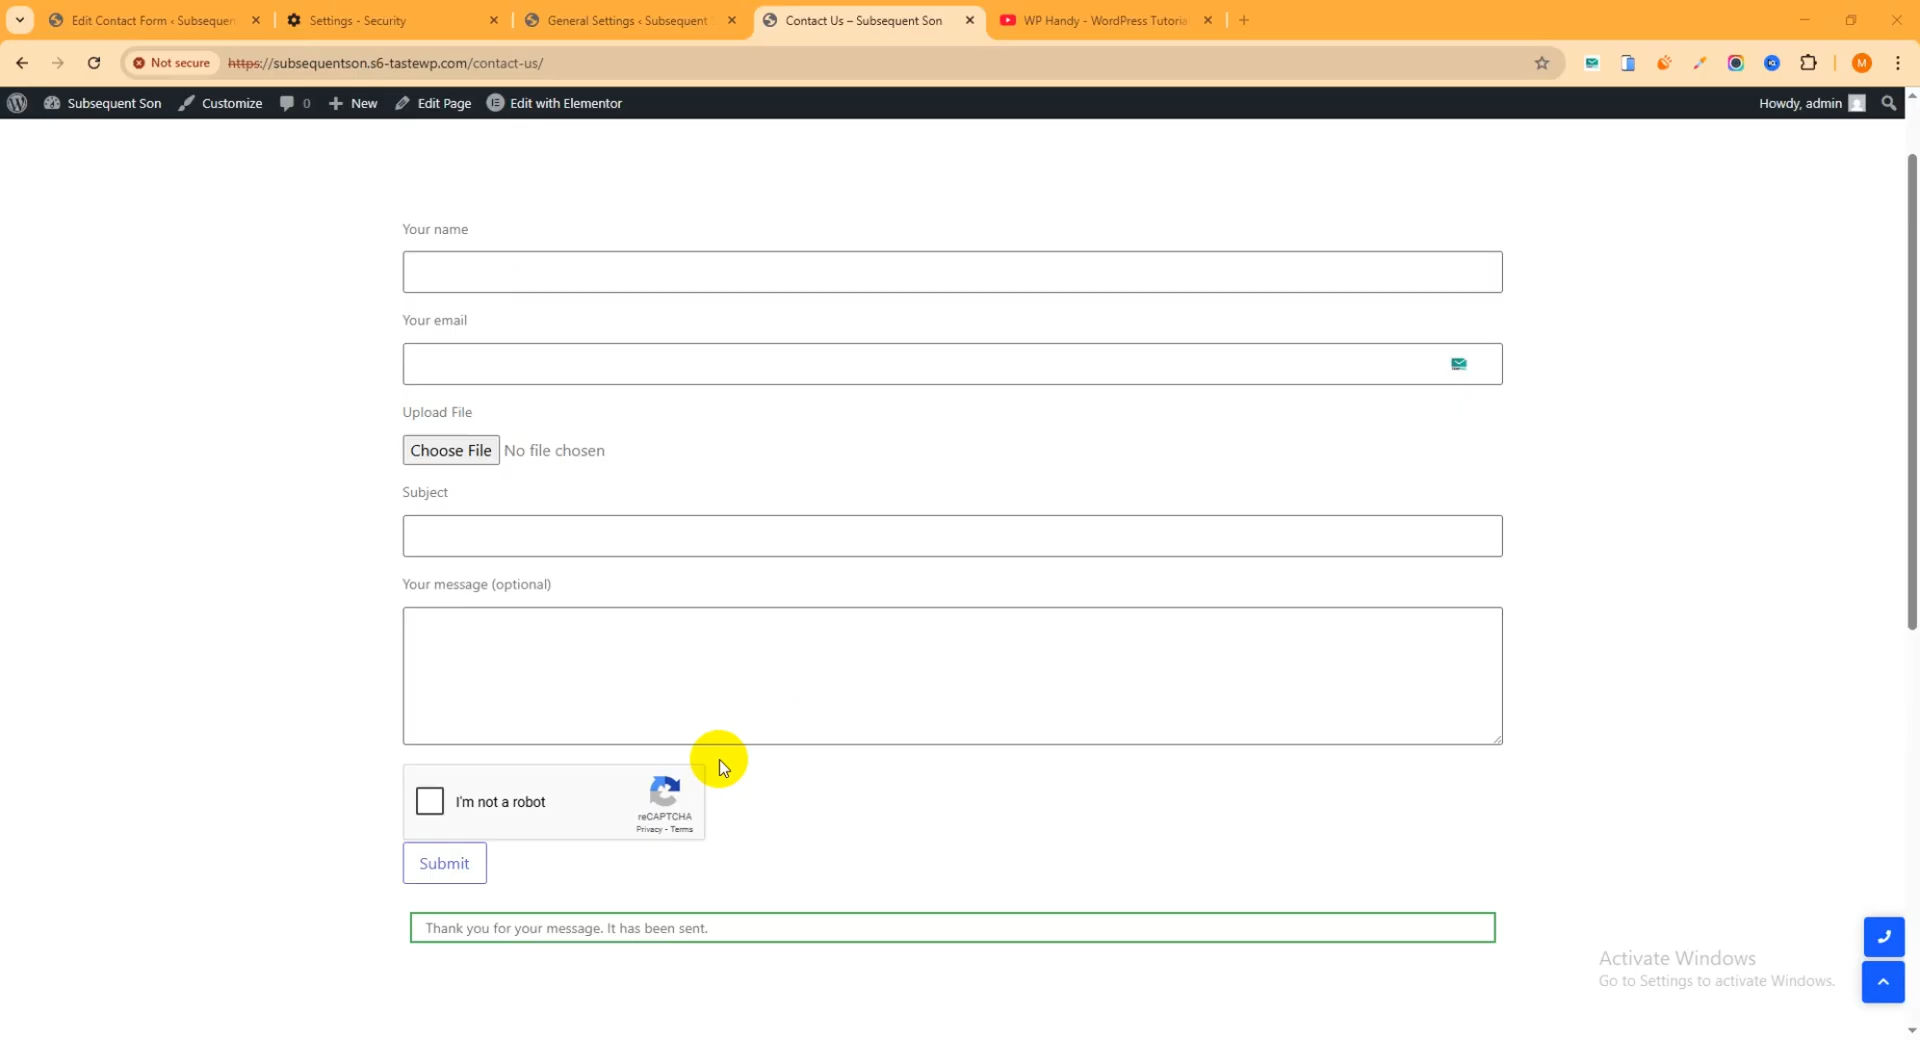 Edit Contact Form ‹ Subsequen
Settings - Security
General Settings ‹ Subsequent
Contact Us – Subsequent Son
WP Handy - WordPress Tutoria
Not secure
https://subsequentson.s6-tastewp.com/contact-us/
M
Subsequent Son
Customize
0
New
Edit Page
Edit with Elementor
Howdy, admin
Your name
Your email
Upload File
Choose File No file chosen
Subject
Your message (optional)
I'm not a robot
reCAPTCHA
Privacy - Terms
Submit
Thank you for your message. It has been sent.
Activate Windows
Go to Settings to activate Windows.